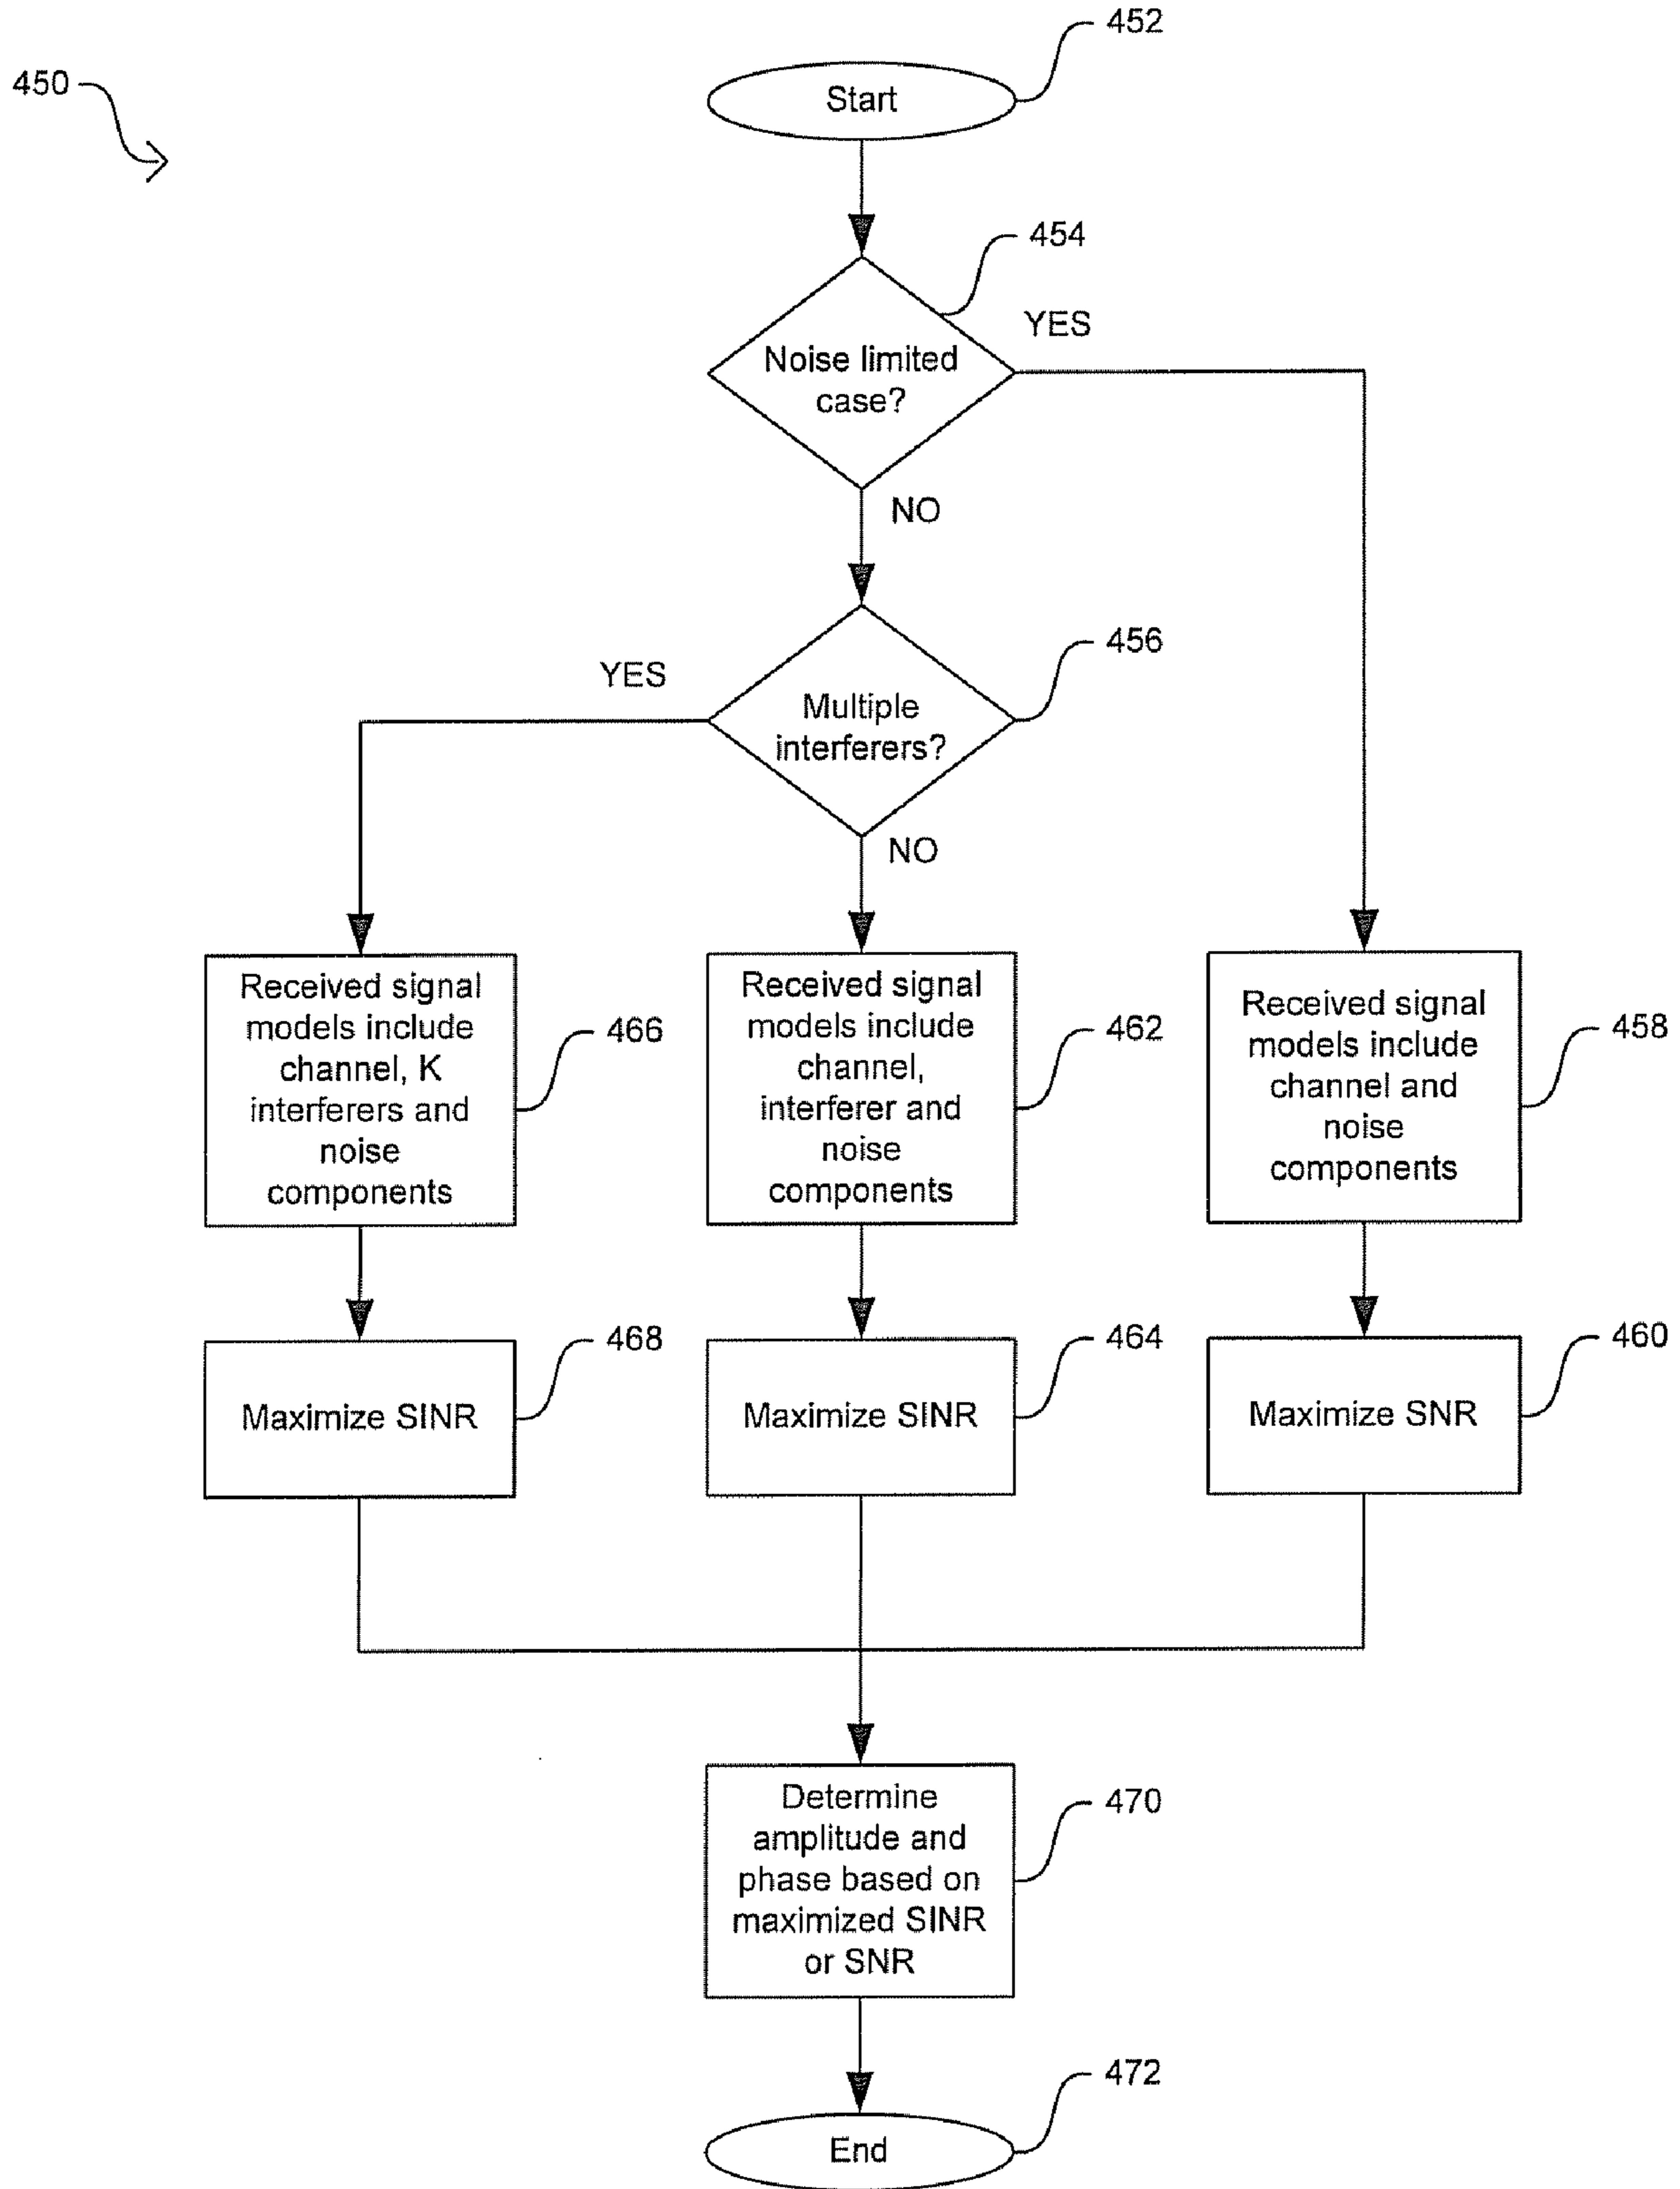 452
450
Start
454
YES
Noise limited
case?
NO
456
YES
Multiple
interferers?
NO
Received signal
models include
channel, K
interferers and
noise
components
466
Received signal
models include
channel,
interferer and
noise
components
462
Received signal
models include
channel and
noise
components
458
468
Maximize SINR
464
Maximize SINR
460
Maximize SNR
Determine
amplitude and
phase based on
maximized SINR
or SNR
470
472
End